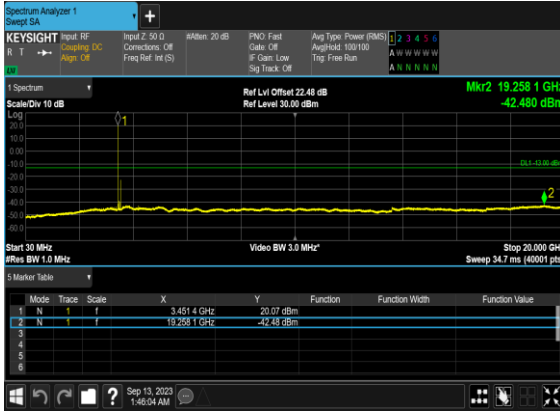 Spectrum Analyzer 1
Swept SA
+
KEYSIGHT Input: RF Input Z: 50 Ω #Atten: 20 dB PNO: Fast Avg Type: Power (RMS) 1 2 3 4 5 6
R T Coupling: DC Corrections: Off Gate: Off Avg|Hold: 100/100 A W W W W W
Align: Off Freq Ref: Int (S) IF Gain: Low Trig: Free Run
Sig Track: Off A N N N N N
1 Spectrum Ref Lvl Offset 22.48 dB Mkr2 19.258 1 GHz
Scale/Div 10 dB Ref Level 30.00 dBm -42.480 dBm
Log
20.0
10.0
0.00
-10.0
-20.0
-30.0
-40.0
-50.0
-60.0
1
DL1 -13.00 dBm
2
Start 30 MHz Video BW 3.0 MHz* Stop 20.000 GH
#Res BW 1.0 MHz Sweep 34.7 ms (40001 pts
5 Marker Table
Mode Trace Scale X Y Function Function Width Function Value
1 N 1 f 3.451 4 GHz 20.07 dBm
2 N 1 f 19.258 1 GHz -42.48 dBm
3
4
5
6
? Sep 13, 2023
1:46:04 AM